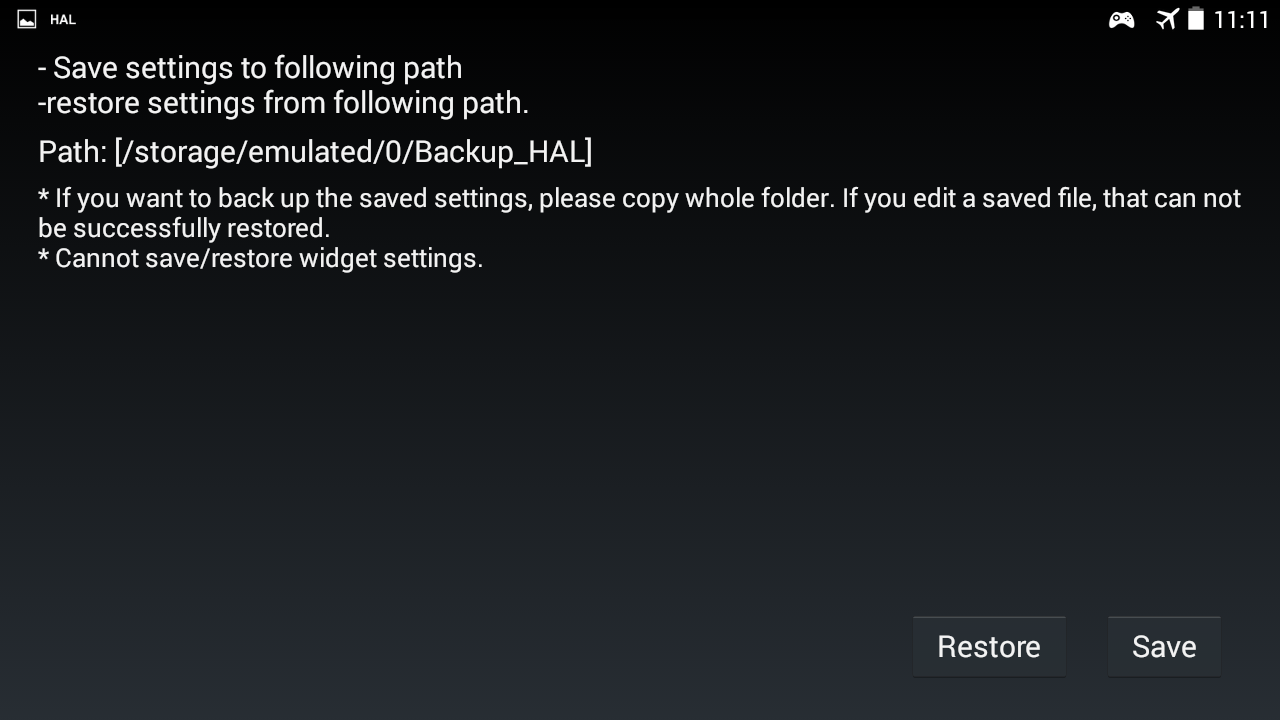 HAL
11:11
- Save settings to following path
-restore settings from following path.
Path: [/storage/emulated/0/Backup_HAL]
* If you want to back up the saved settings, please copy whole folder. If you edit a saved file, that can not
be successfully restored.
* Cannot save/restore widget settings.
Restore
Save